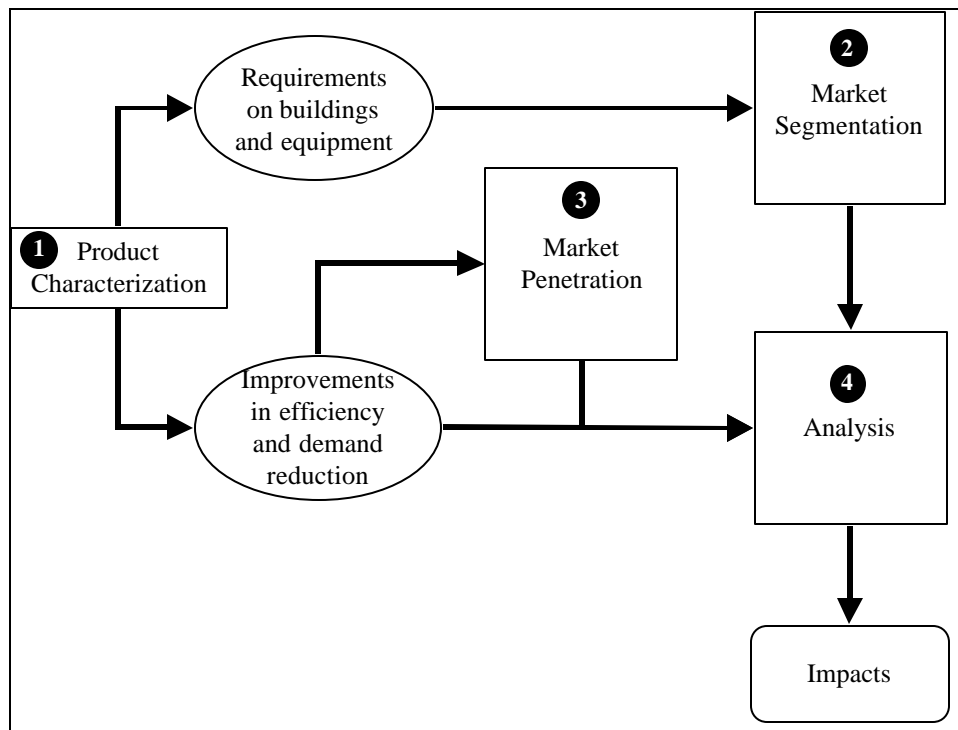 1 Product
Characterization
Requirements
on buildings
and equipment
2
Market
Segmentation
Improvements
in efficiency
and demand
reduction
3
Market
Penetration
4
Analysis
Impacts